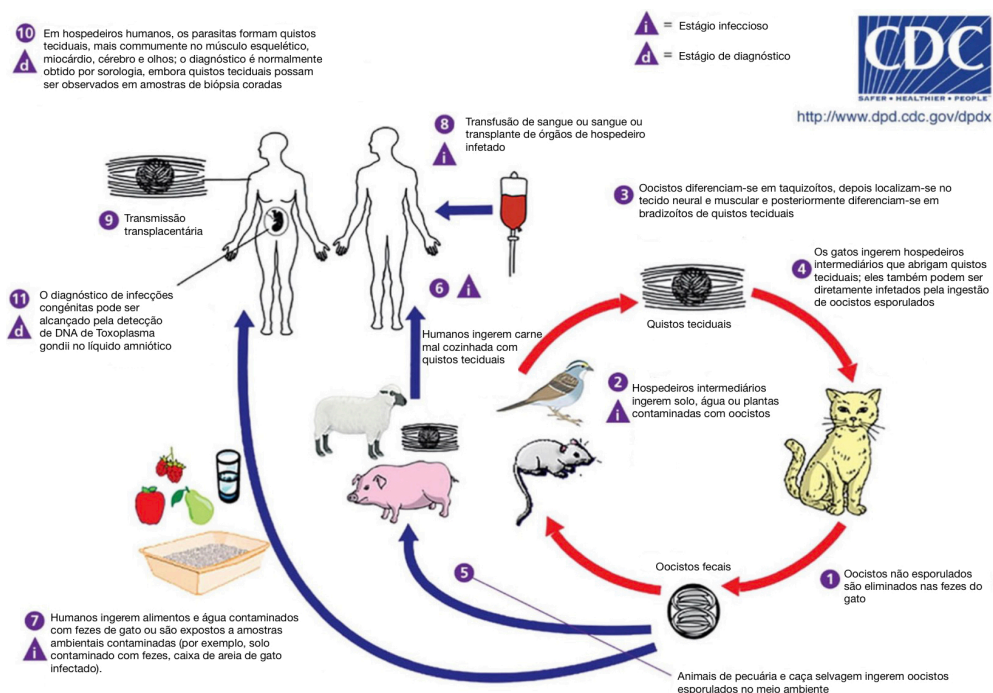 10
d
Em hospedeiros humanos, os parasitas formam quistos
teciduais, mais commumente no músculo esquelético,
miocárdio, cérebro e olhos; o diagnóstico é normalmente
obtido por sorologia, embora quistos teciduais possam
ser observados em amostras de biópsia coradas
i = Estágio infeccioso
d = Estágio de diagnóstico
CDC
SAFER • HEALTHIER • PEOPLE
http://www.dpd.cdc.gov/dpdx
8
i
Transfusão de sangue ou sangue ou
transplante de órgãos de hospedeiro
infetado
9
Transmissão
transplacentária
3
Oocistos diferenciam-se em taquizoítos, depois localizam-se no
tecido neural e muscular e posteriormente diferenciam-se em
bradizoítos de quistos teciduais
4
Os gatos ingerem hospedeiros
intermediários que abrigam quistos
teciduais; eles também podem ser
diretamente infetados pela ingestão
de oocistos esporulados
11
d
O diagnóstico de infecções
congénitas pode ser
alcançado pela detecção
de DNA de Toxoplasma
gondii no líquido amniótico
6 i
Humanos ingerem carne
mal cozinhada com
quistos teciduais
Quistos teciduais
2
i
Hospedeiros intermediários
ingerem solo, água ou plantas
contaminadas com oocistos
Oocistos fecais
1
Oocistos não esporulados
são eliminados nas fezes do
gato
5
7
i
Humanos ingerem alimentos e água contaminados
com fezes de gato ou são expostos a amostras
ambientais contaminadas (por exemplo, solo
contaminado com fezes, caixa de areia de gato
infectado).
Animais de pecuária e caça selvagem ingerem oocistos
esporulados no meio ambiente